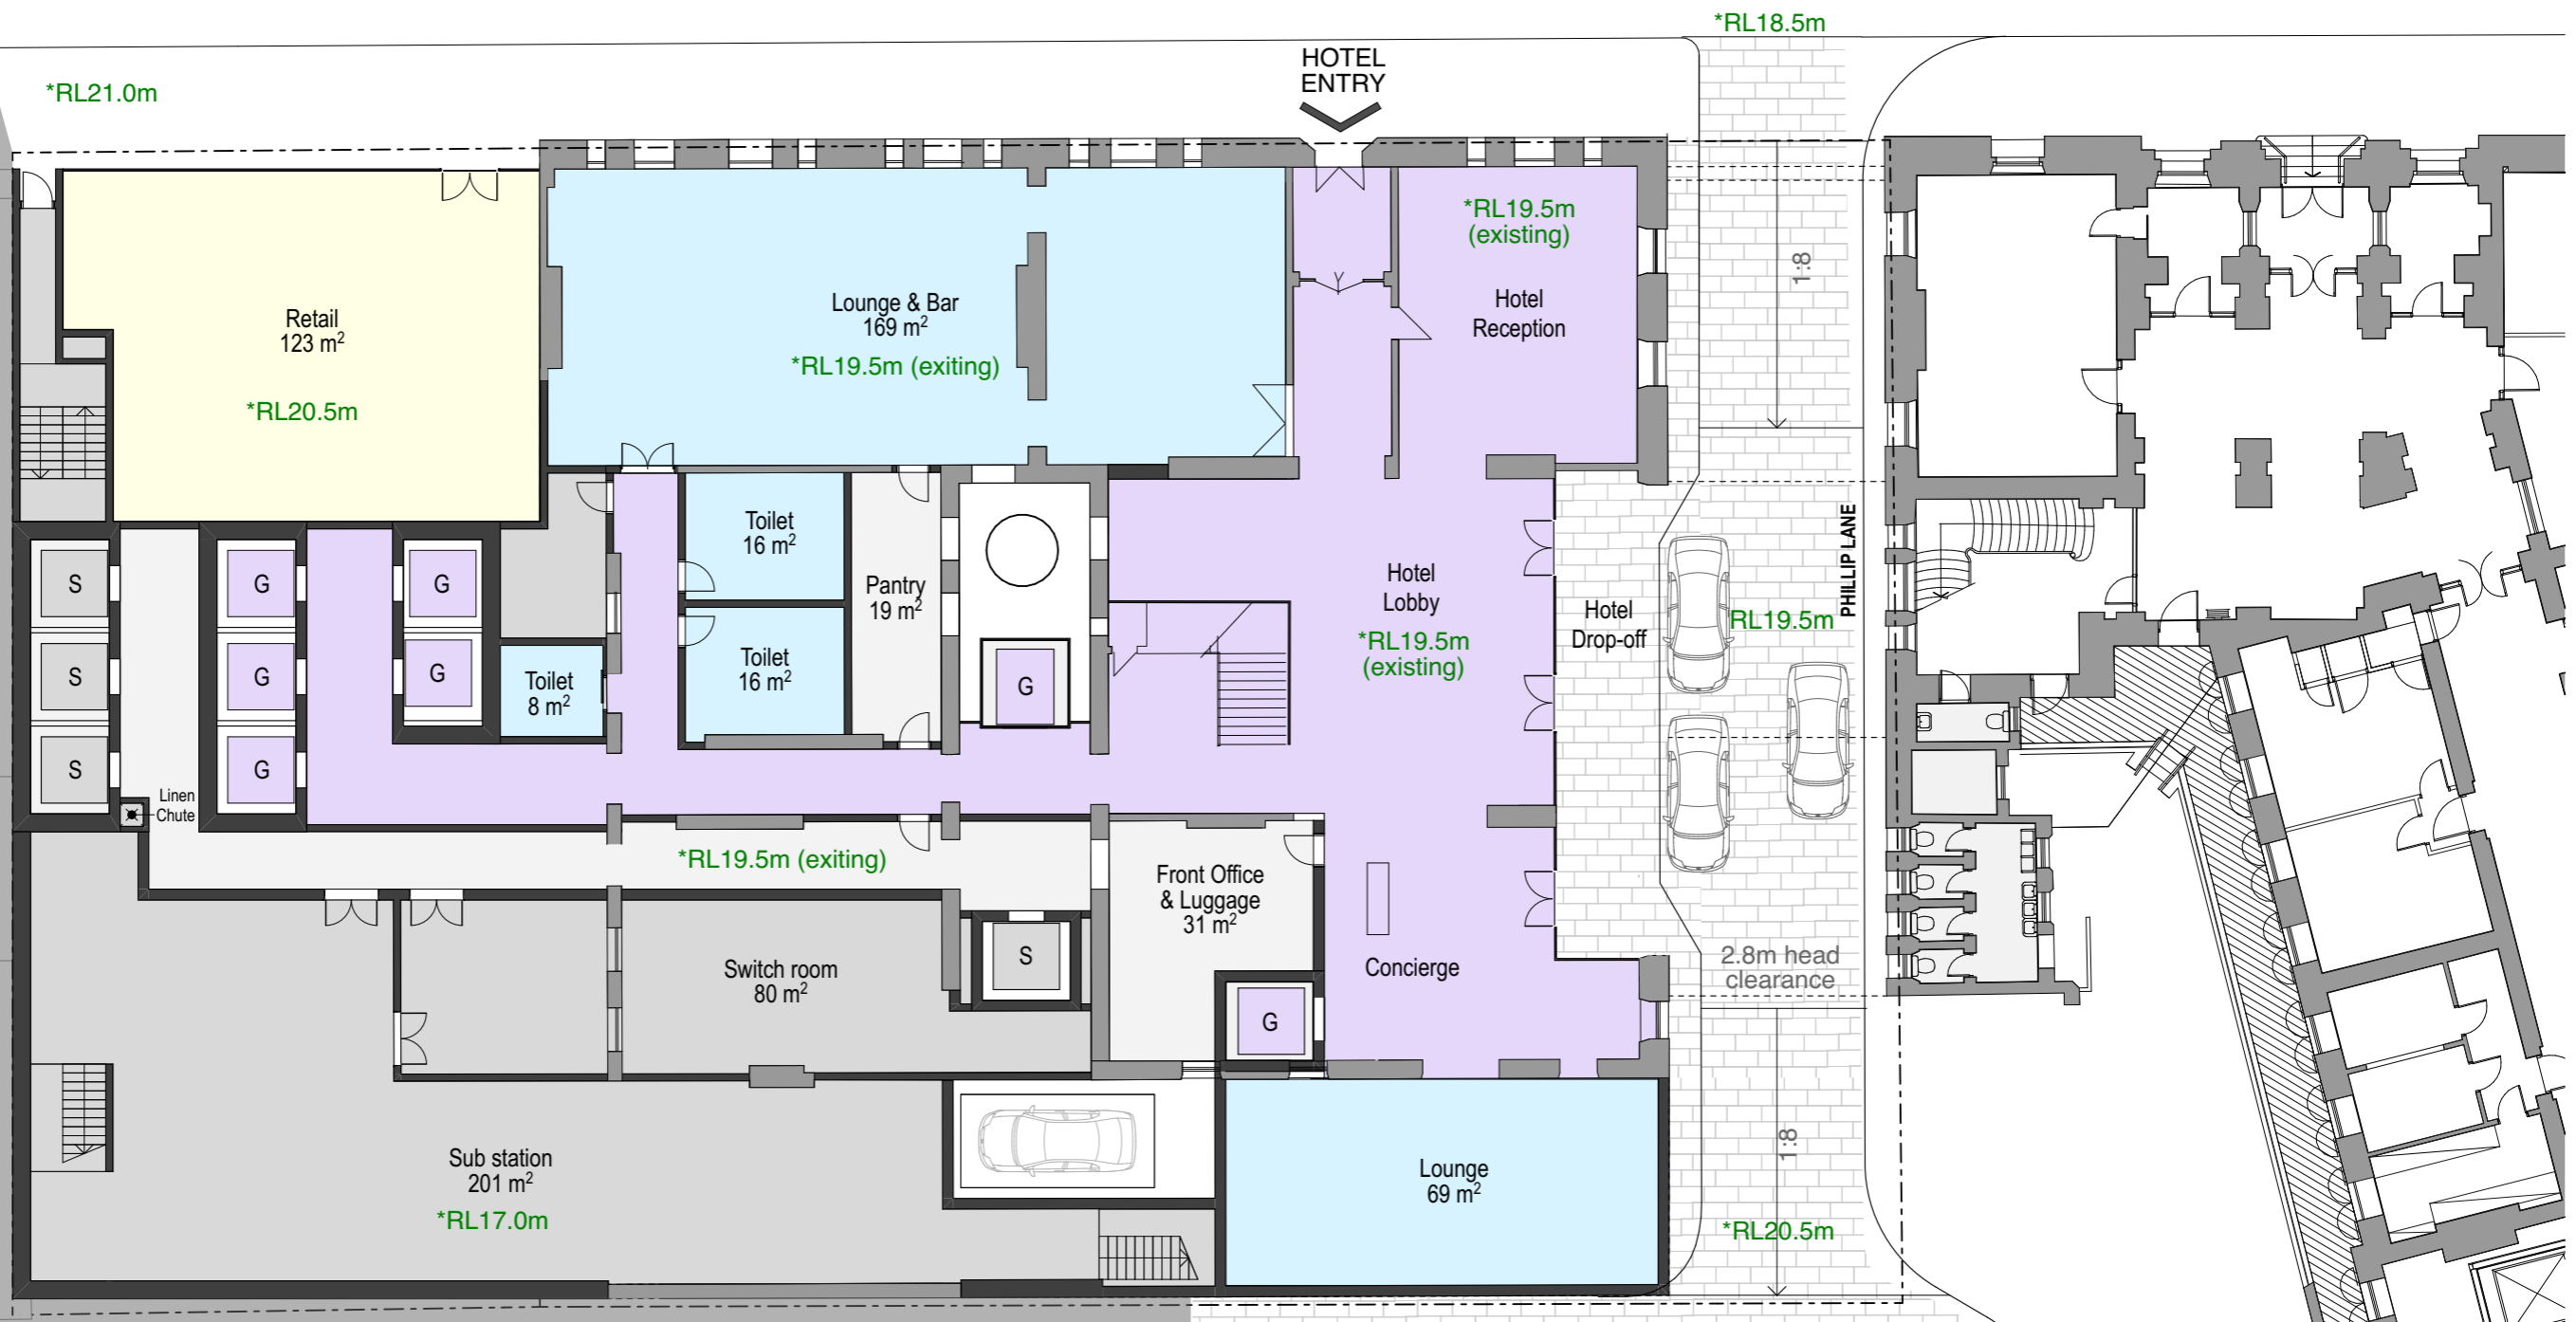 *RL18.5m
HOTEL
ENTRY
*RL21.0m
*RL19.5m
(existing)
1:8
Retail
123 m²
Lounge & Bar
169 m²
*RL19.5m (exiting)
Hotel
Reception
*RL20.5m
Toilet
16 m²
Pantry
19 m²
Hotel
Lobby
*RL19.5m
(existing)
Hotel
Drop-off
RL19.5m
PHILLIP LANE
S
G
G
S
G
G
Toilet
8 m²
Toilet
16 m²
G
S
G
Linen
Chute
*RL19.5m (exiting)
Front Office
& Luggage
31 m²
Switch room
80 m²
S
Concierge
2.8m head
clearance
G
1:8
Sub station
201 m²
*RL17.0m
Lounge
69 m²
*RL20.5m